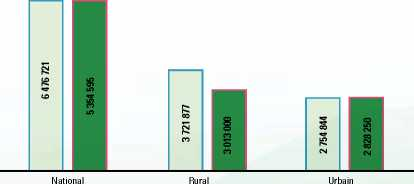 6 476 721
5 354 595
3 721 877
3 013 000
2 754 844
2 828 250
National
Rural
Urbain